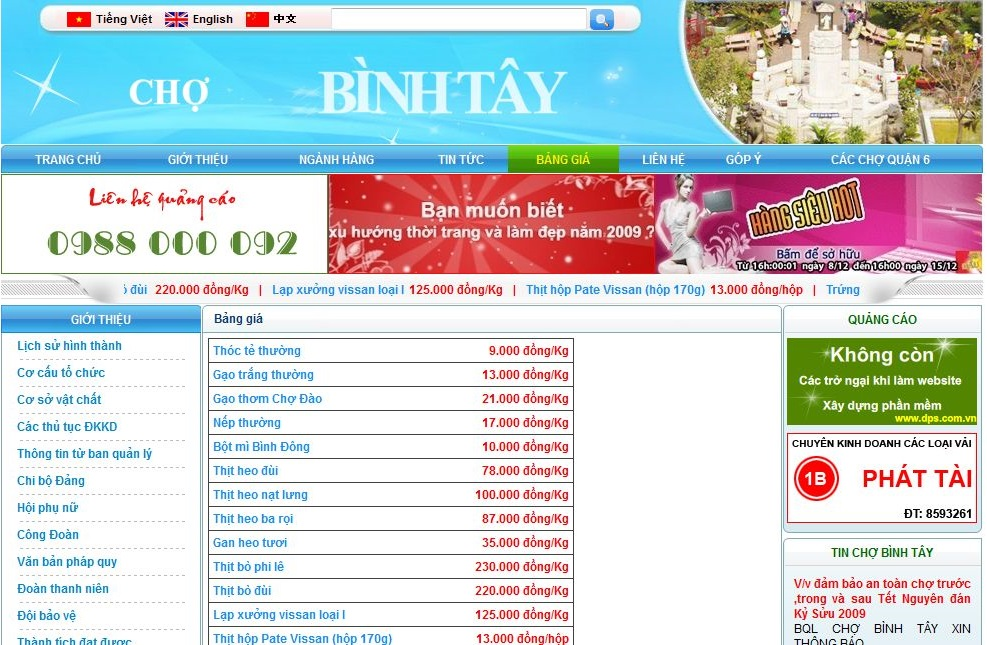 Tiếng Việt English 中文
CHỢ BÌNH TÂY
TRANG CHỦ GIỚI THIỆU NGÀNH HÀNG TIN TỨC BẢNG GIÁ LIÊN HỆ GÓP Ý CÁC CHỢ QUẬN 6
Liên hệ quảng cáo
0988 000 092
Bạn muốn biết
xu hướng thời trang và làm đẹp năm 2009 ?
HÀNG SIÊU HOT
Bấm để sở hữu
Từ 16h:00:01 ngày 8/12 đến 16h00 ngày 15/12
đùi 220.000 đồng/Kg | Lạp xưởng vissan loại I 125.000 đồng/Kg | Thịt hộp Pate Vissan (hộp 170g) 13.000 đồng/hộp | Trứng
GIỚI THIỆU
Lịch sử hình thành
Cơ cấu tổ chức
Cơ sở vật chất
Các thủ tục ĐKKD
Thông tin từ ban quản lý
Chi bộ Đảng
Hội phụ nữ
Công Đoàn
Văn bản pháp quy
Đoàn thanh niên
Đội bảo vệ
Thành tích đạt được
Bảng giá
Thóc tẻ thường 9.000 đồng/Kg
Gạo trắng thường 13.000 đồng/Kg
Gạo thơm Chợ Đào 21.000 đồng/Kg
Nếp thường 17.000 đồng/Kg
Bột mì Bình Đông 10.000 đồng/Kg
Thịt heo đùi 78.000 đồng/Kg
Thịt heo nạt lưng 100.000 đồng/Kg
Thịt heo ba rọi 87.000 đồng/Kg
Gan heo tươi 35.000 đồng/Kg
Thịt bò phi lê 230.000 đồng/Kg
Thịt bò đùi 220.000 đồng/Kg
Lạp xưởng vissan loại I 125.000 đồng/Kg
Thịt hộp Pate Vissan (hộp 170g) 13.000 đồng/hộp
QUẢNG CÁO
Không còn
Các trở ngại khi làm website
Xây dựng phần mềm
www.dps.com.vn
CHUYÊN KINH DOANH CÁC LOẠI VẢI
1B PHÁT TÀI
ĐT: 8593261
TIN CHỢ BÌNH TÂY
V/v đảm bảo an toàn chợ trước
,trong và sau Tết Nguyên đán
Kỷ Sửu 2009
BQL CHỢ BÌNH TÂY XIN
THÔNG BÁO